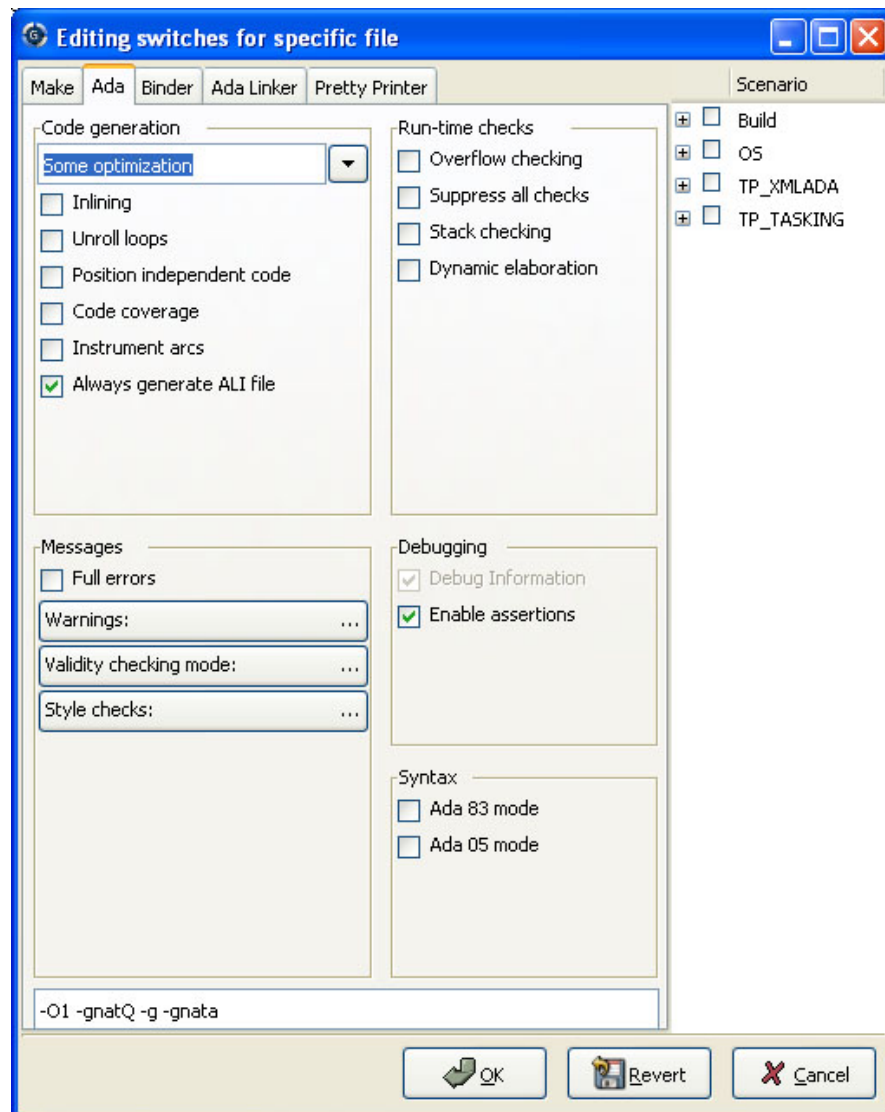 Editing switches for specific file
Make Ada Binder Ada Linker Pretty Printer
Scenario
Code generation
Some optimization
Inlining
Unroll loops
Position independent code
Code coverage
Instrument arcs
Always generate ALI file
Run-time checks
Overflow checking
Suppress all checks
Stack checking
Dynamic elaboration
Build
OS
TP_XMLADA
TP_TASKING
Messages
Full errors
Warnings: ...
Validity checking mode: ...
Style checks: ...
Debugging
Debug Information
Enable assertions
Syntax
Ada 83 mode
Ada 05 mode
-O1 -gnatQ -g -gnata
OK Revert Cancel